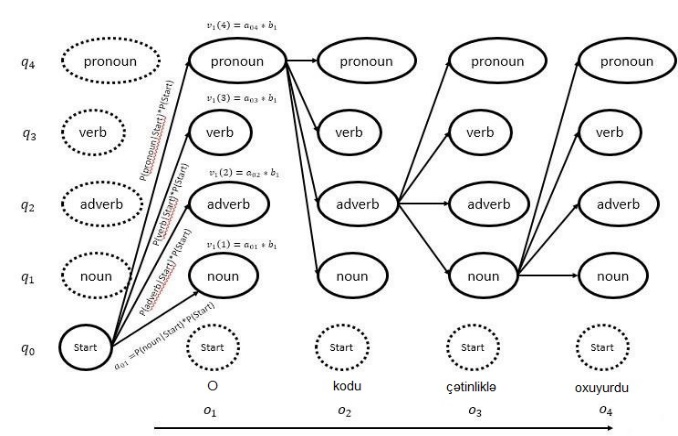 v₁(4) = a₀₄ * b₁
q₄ pronoun pronoun pronoun pronoun pronoun
v₁(3) = a₀₃ * b₁
q₃ verb verb verb verb verb
v₁(2) = a₀₂ * b₁
q₂ adverb adverb adverb adverb adverb
v₁(1) = a₀₁ * b₁
q₁ noun noun noun noun noun
P(pronoun|Start)*P(Start)
P(verb|Start)*P(Start)
P(adverb|Start)*P(Start)
a₀₁ =P(noun|Start)*P(Start)
q₀ Start Start Start Start Start
O kodu çətinliklə oxuyurdu
o₁ o₂ o₃ o₄